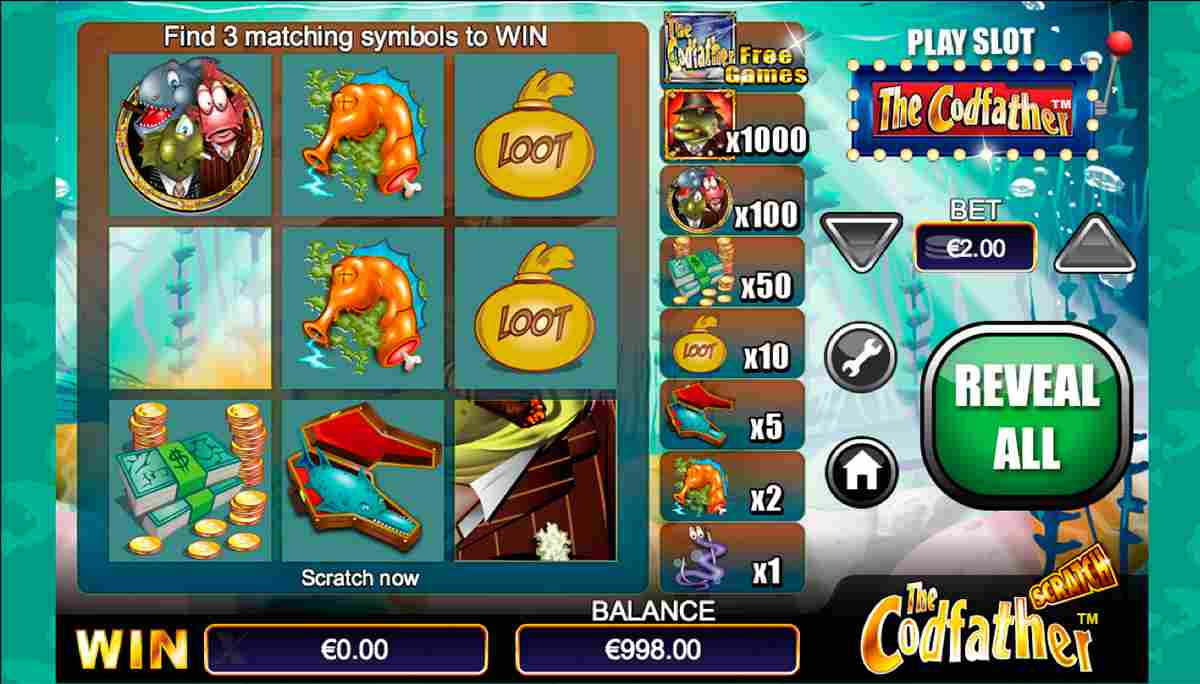 Find 3 matching symbols to WIN
LOOT
LOOT
Scratch now
The
Codfather Free
Games
x1000
x100
x50
LOOT
x10
x5
x2
x1
PLAY SLOT
The Codfather™
BET
€2.00
REVEAL
ALL
WIN
€0.00
BALANCE
€998.00
The
Codfather™
SCRATCH